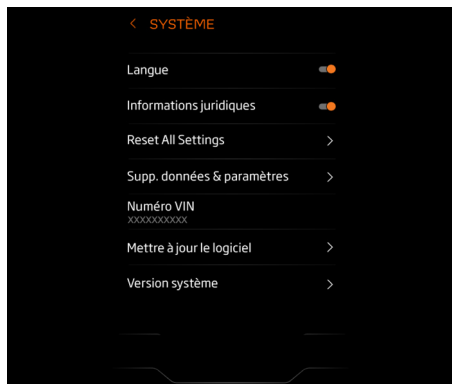 SYSTÈME
Langue
Informations juridiques
Reset All Settings
Supp. données & paramètres
Numéro VIN
XXXXXXXXXX
Mettre à jour le logiciel
Version système